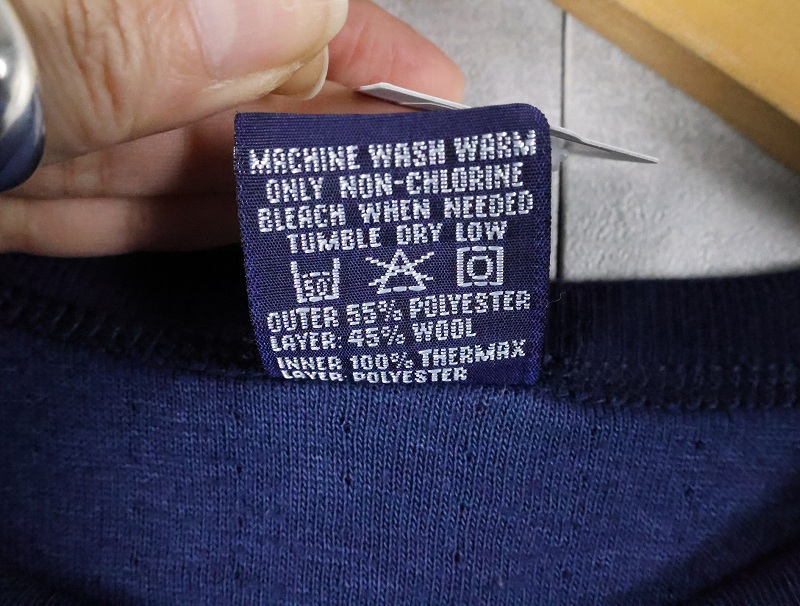 MACHINE WASH WARM
ONLY NON-CHLORINE
BLEACH WHEN NEEDED
TUMBLE DRY LOW
50°
OUTER 55% POLYESTER
LAYER: 45% WOOL
INNER 100% THERMAX
LAYER: POLYESTER